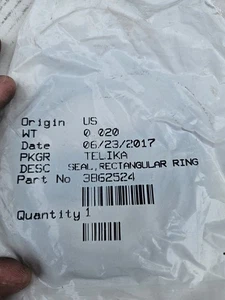 Origin US
WT 0 020
Date 06/23/2017
PKGR TELIKA
DESC SEAL,RECTANGULAR RING
Part No 3862524
Quantity 1